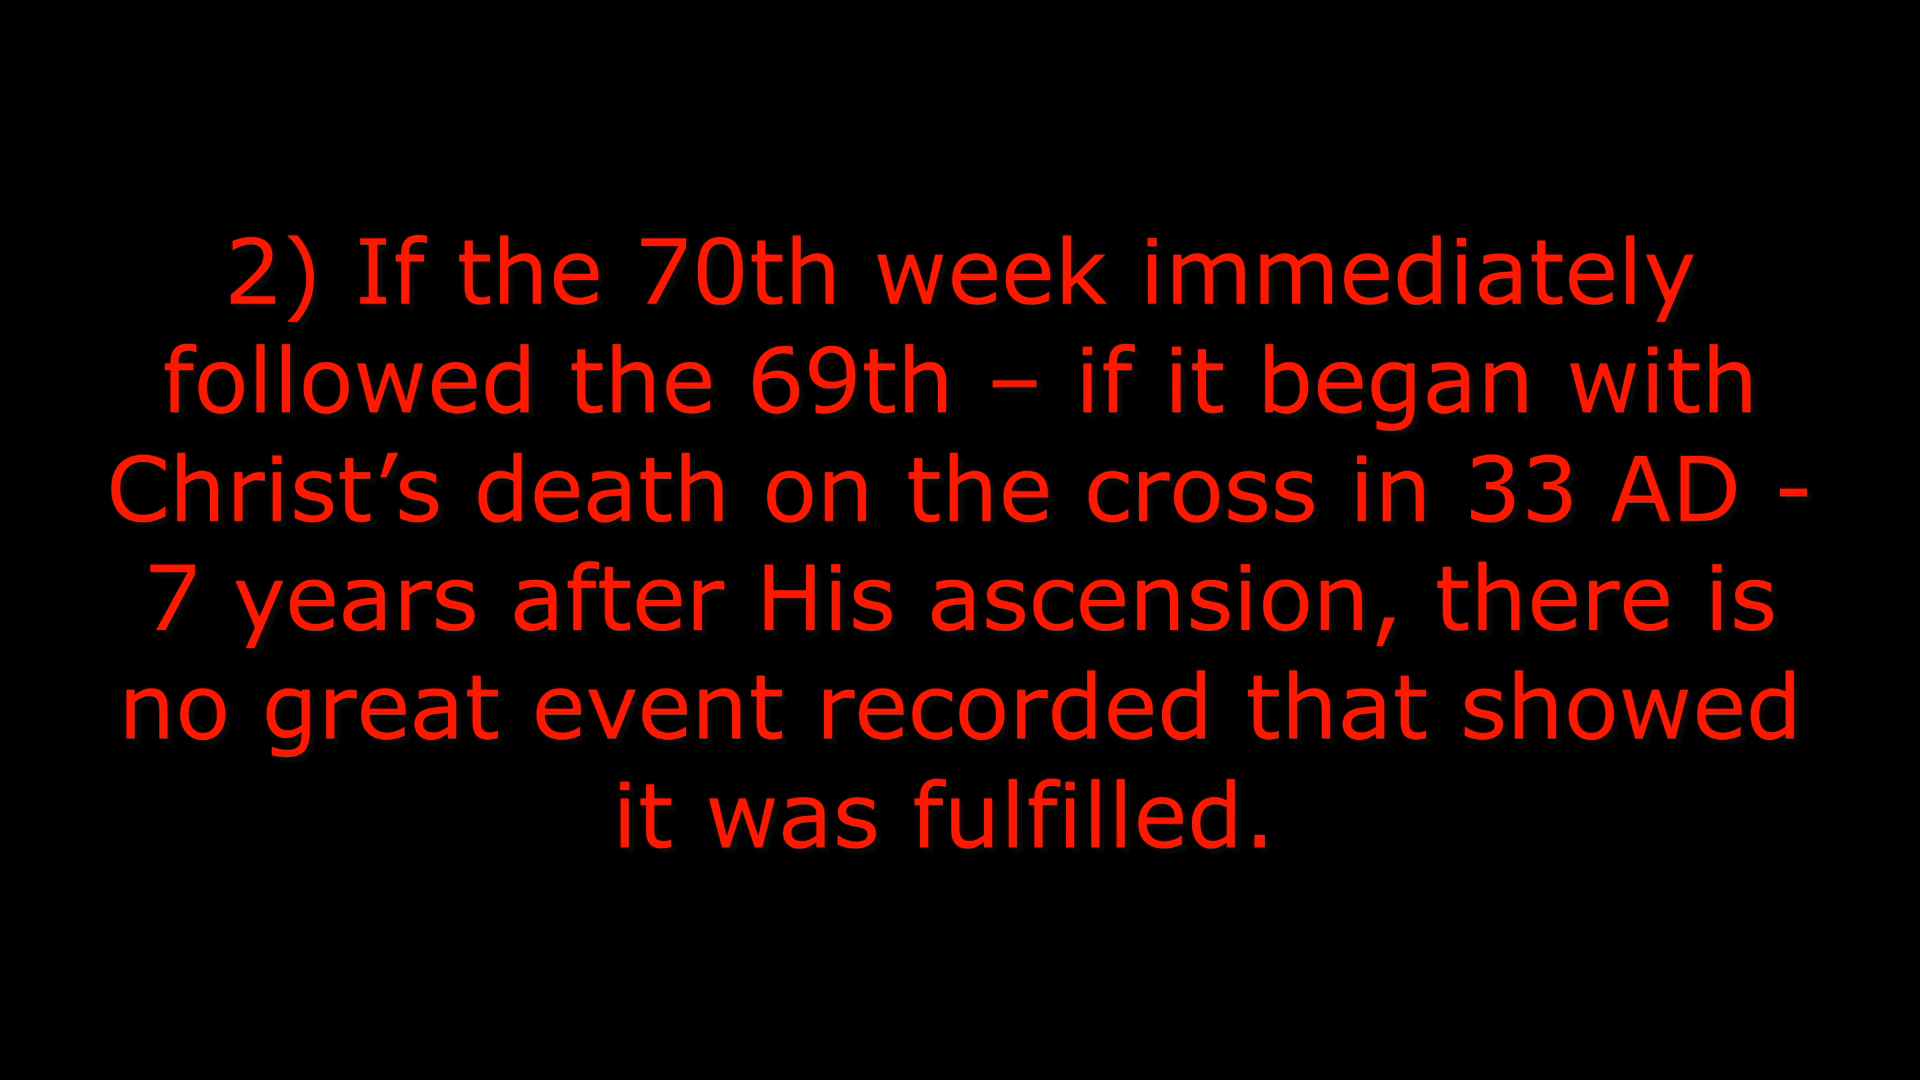 2) If the 70th week immediately
followed the 69th – if it began with
Christ’s death on the cross in 33 AD -
7 years after His ascension, there is
no great event recorded that showed
it was fulfilled.